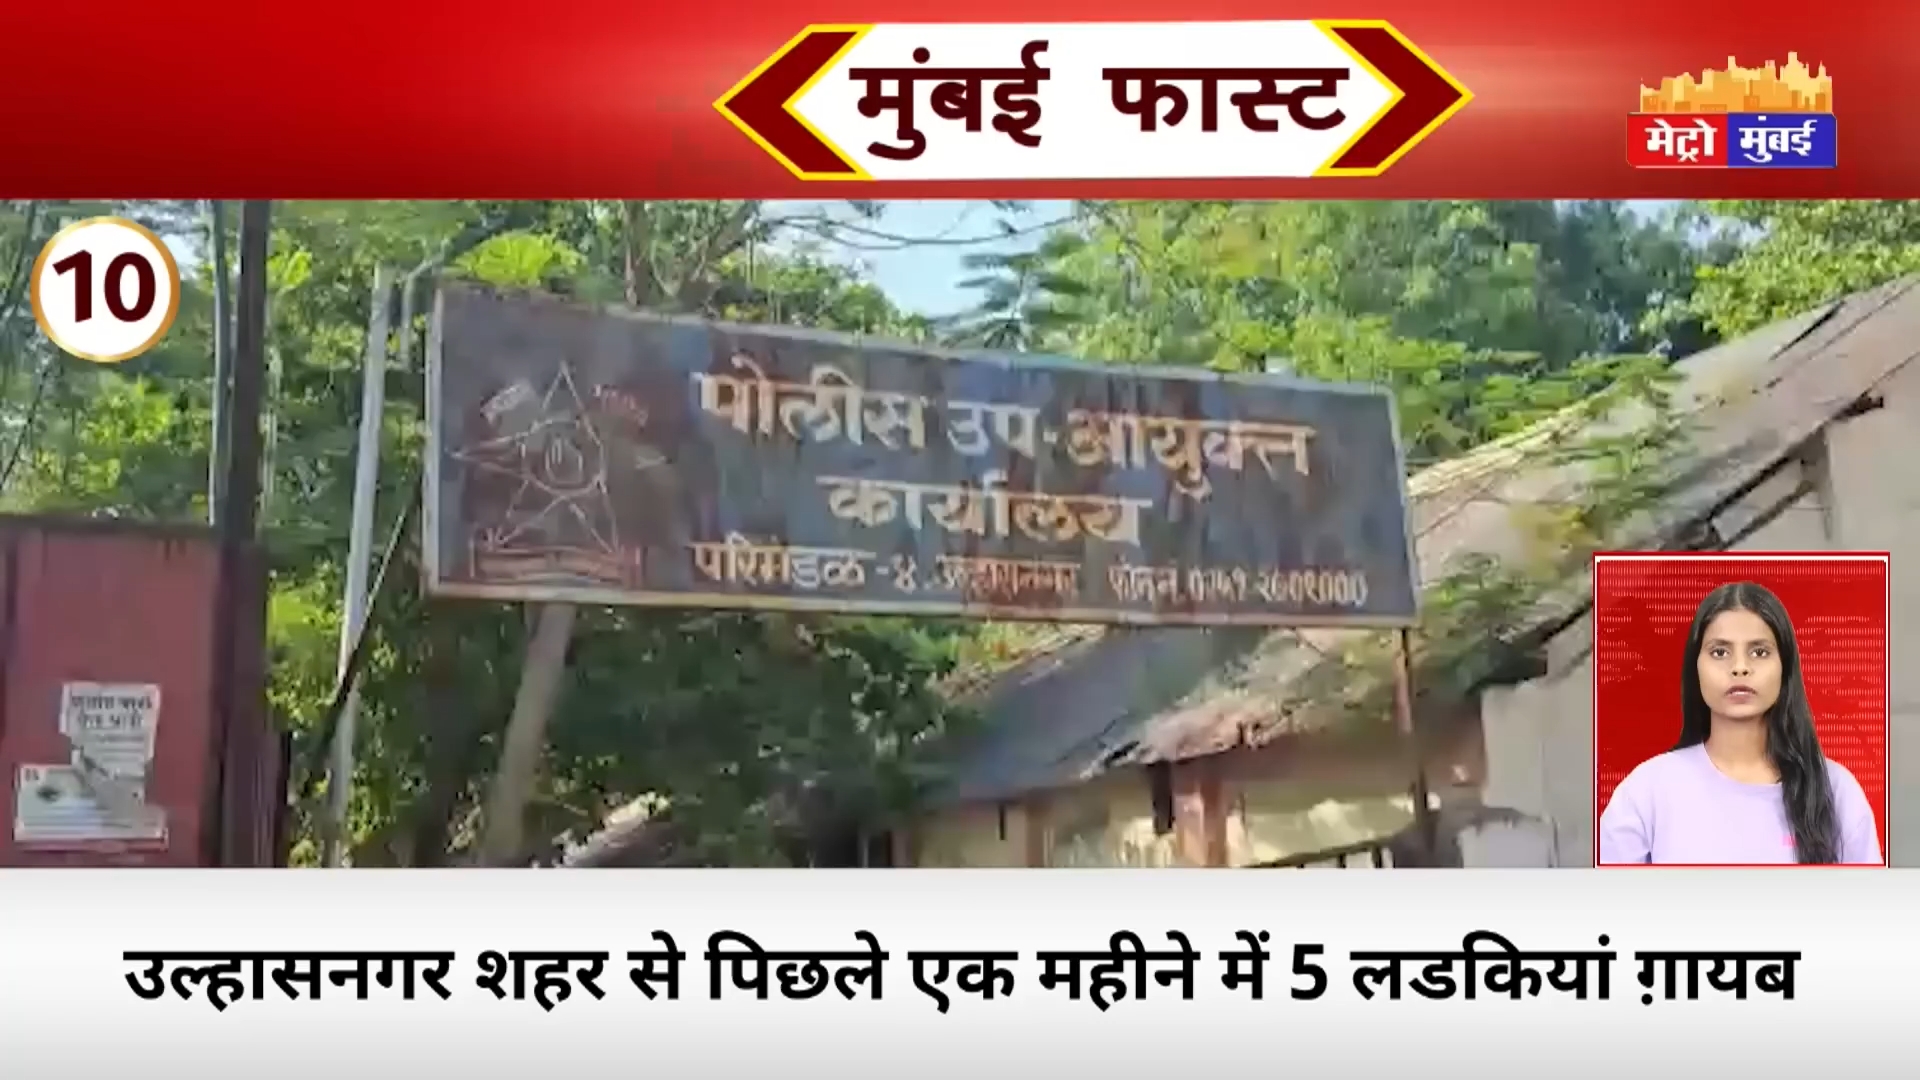 मुंबई फास्ट
मेट्रो मुंबई
10
पोलीस उप-आयुक्त
कार्यालय
परिमंडळ-४
उल्हासनगर शहर से पिछले एक महीने में 5 लडकियां ग़ायब